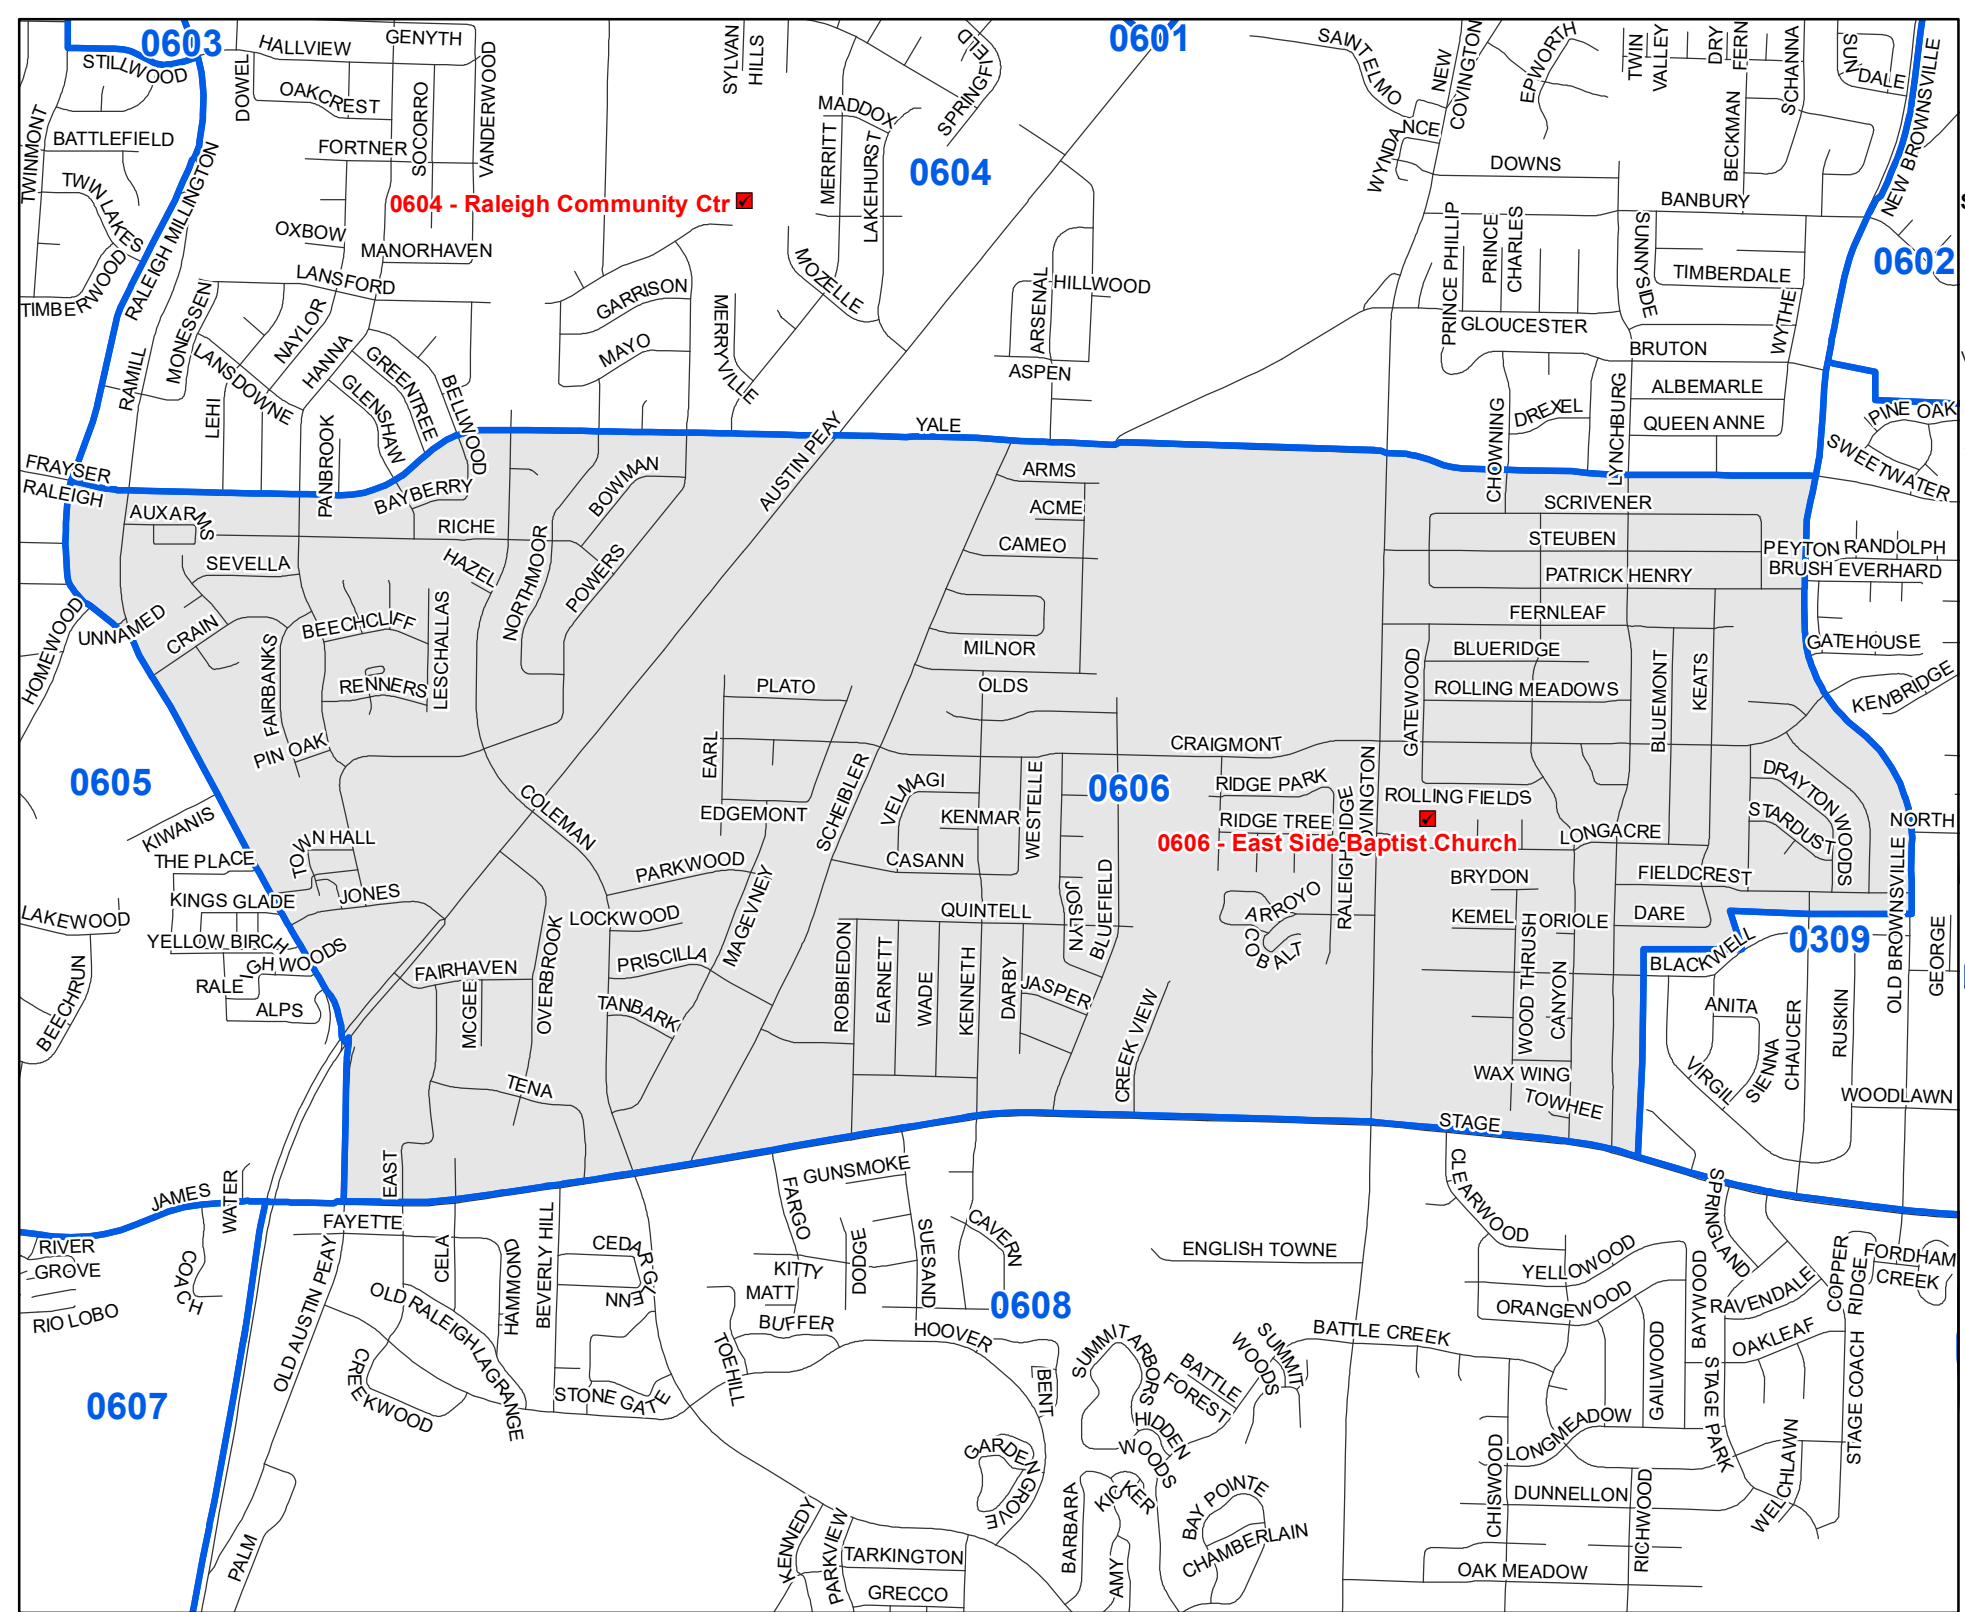 0603
HALLVIEW
GENYTH
SYLVAN
HILLS
SPRINGFIELD
0601
SAINT ELMO
NEW
COVINGTON
EPWORTH
TWIN
VALLEY
DRY
FERN
SCHANNA
SUN
DALE
NEW BROWNSVILLE
STILLWOOD
DOWEL
OAKCREST
SOCORRO
VANDERWOOD
MADDOX
MERRITT
LAKEHURST
TWINMONT
BATTLEFIELD
FORTNER
0604
WYNDANCE
DOWNS
BECKMAN
TWIN LAKES
RALEIGH MILLINGTON
0604 - Raleigh Community Ctr
BANBURY
OXBOW
MANORHAVEN
PRINCE PHILLIP
PRINCE
CHARLES
SUNNYSIDE
0602
TIMBERWOOD
LANSFORD
MOZELLE
HILLWOOD
ARSENAL
TIMBERDALE
WYTHE
MONESSEN
NAYLOR
GARRISON
MERRYVILLE
GLOUCESTER
RAMILL
LANSDOWNE
HANNA
GREENTREE
MAYO
BRUTON
LEHI
GLENSHAW
BELLWOOD
ASPEN
ALBEMARLE
PANBROOK
CHOWNING
DREXEL
LYNCHBURG
QUEEN ANNE
PINE OAK
YALE
AUSTIN PEAY
SWEETWATER
FRAYSER
RALEIGH
BAYBERRY
BOWMAN
ARMS
AUXARMS
RICHE
ACME
SCRIVENER
CAMEO
STEUBEN
PEYTON RANDOLPH
SEVELLA
HAZEL
NORTHMOOR
POWERS
PATRICK HENRY
BRUSH EVERHARD
HOMEWOOD
UNNAMED
CRAIN
BEECHCLIFF
LESCHALLAS
FERNLEAF
FAIRBANKS
MILNOR
BLUERIDGE
GATEHOUSE
RENNERS
PLATO
OLDS
GATEWOOD
ROLLING MEADOWS
BLUEMONT
KEATS
KENBRIDGE
PIN OAK
EARL
CRAIGMONT
0605
COLEMAN
SCHEIBLER
VELMAGI
WESTELLE
0606
RIDGE PARK
COVINGTON
ROLLING FIELDS
DRAYTON WOODS
KIWANIS
EDGEMONT
KENMAR
RIDGE TREE
RALEIGH RIDGE
STARDUST
NORTH
TOWN HALL
0606 - East Side Baptist Church
LONGACRE
THE PLACE
PARKWOOD
CASANN
BRYDON
FIELDCREST
KINGS GLADE
JONES
MAGEVNEY
JOSLYN
BLUEFIELD
ARROYO
OLD BROWNSVILLE
LAKEWOOD
LOCKWOOD
QUINTELL
KEMEL
ORIOLE
DARE
YELLOW BIRCH
OVERBROOK
COBALT
0309
GEORGE
RALEIGH WOODS
FAIRHAVEN
PRISCILLA
ROBBIEDON
EARNETT
WADE
KENNETH
DARBY
JASPER
WOOD THRUSH
CANYON
BLACKWELL
BEECHRUN
ALPS
MCGEE
TANBARK
CREEK VIEW
ANITA
SIENNA
CHAUCER
RUSKIN
TENA
WAX WING
VIRGIL
WOODLAWN
TOWHEE
STAGE
EAST
JAMES
WATER
GUNSMOKE
CLEARWOOD
SPRINGLAND
FAYETTE
FARGO
CAVERN
RIVER
GROVE
COACH
OLD AUSTIN PEAY
CELA
HAMMOND
BEVERLY HILL
CEDAR GLENN
KITTY
DODGE
SUESAND
ENGLISH TOWNE
YELLOWWOOD
COPPER
RIDGE
FORDHAM
CREEK
RIO LOBO
OLD RALEIGH LAGRANGE
MATT
0608
ORANGEWOOD
BAYWOOD
RAVENDALE
BUFFER
HOOVER
BATTLE CREEK
OAKLEAF
0607
CREEKWOOD
TOEHILL
SUMMIT ARBORS
BATTLE
FOREST
SUMMIT
WOODS
GAILWOOD
STAGE COACH
STONE GATE
BENT
HIDDEN
WOODS
LONGMEADOW
STAGE PARK
WELCHLAWN
GARDEN GROVE
KICKER
BAY POINTE
CHISWOOD
DUNNELLON
RICHWOOD
PALM
KENNEDY
PARKVIEW
TARKINGTON
BARBARA
AMY
CHAMBERLAIN
OAK MEADOW
GRECCO